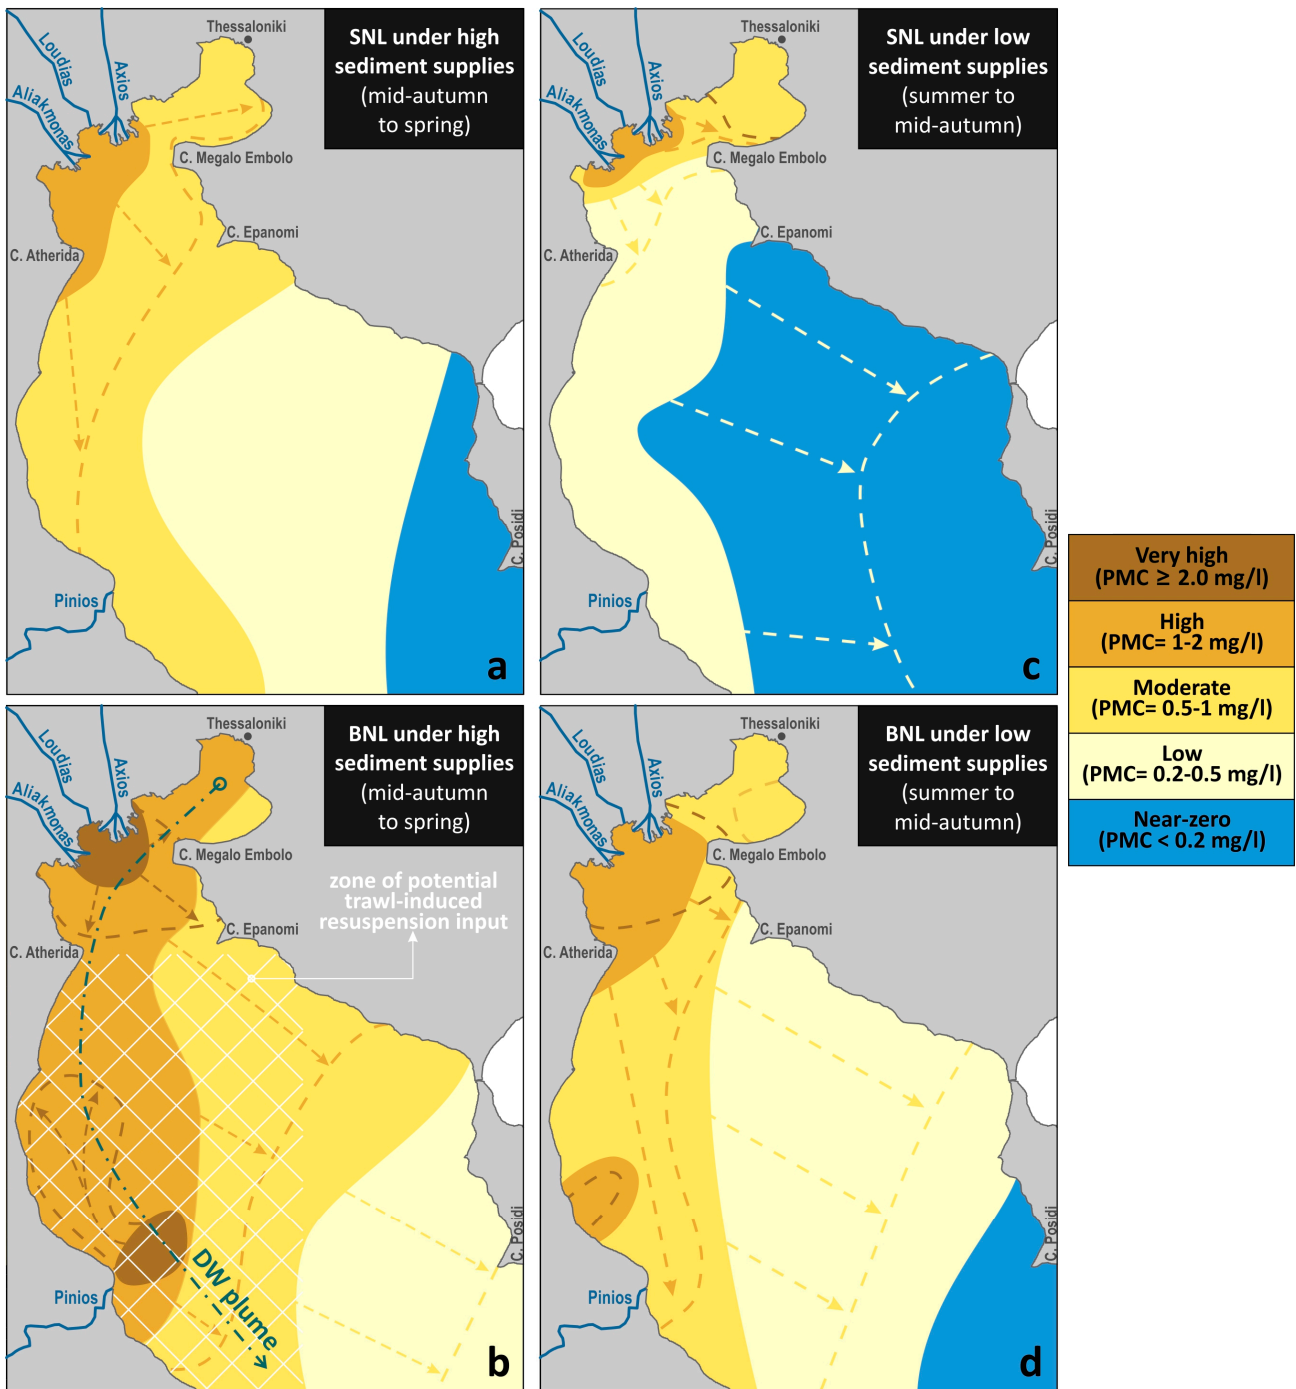 Thessaloniki
Loudias
Axios
Aliakmonas
SNL under high
sediment supplies
(mid-autumn
to spring)
C. Megalo Embolo
C. Epanomi
C. Atherida
C. Posidi
Pinios
a
Thessaloniki
Loudias
Axios
Aliakmonas
SNL under low
sediment supplies
(summer to
mid-autumn)
C. Megalo Embolo
C. Epanomi
C. Atherida
C. Posidi
Pinios
c
Very high
(PMC ≥ 2.0 mg/l)
High
(PMC= 1-2 mg/l)
Moderate
(PMC= 0.5-1 mg/l)
Low
(PMC= 0.2-0.5 mg/l)
Near-zero
(PMC < 0.2 mg/l)
Thessaloniki
Loudias
Axios
Aliakmonas
BNL under high
sediment supplies
(mid-autumn
to spring)
C. Megalo Embolo
zone of potential
trawl-induced
resuspension input
C. Epanomi
C. Atherida
C. Posidi
Pinios
DW plume
b
Thessaloniki
Loudias
Axios
Aliakmonas
BNL under low
sediment supplies
(summer to
mid-autumn)
C. Megalo Embolo
C. Epanomi
C. Atherida
C. Posidi
Pinios
d